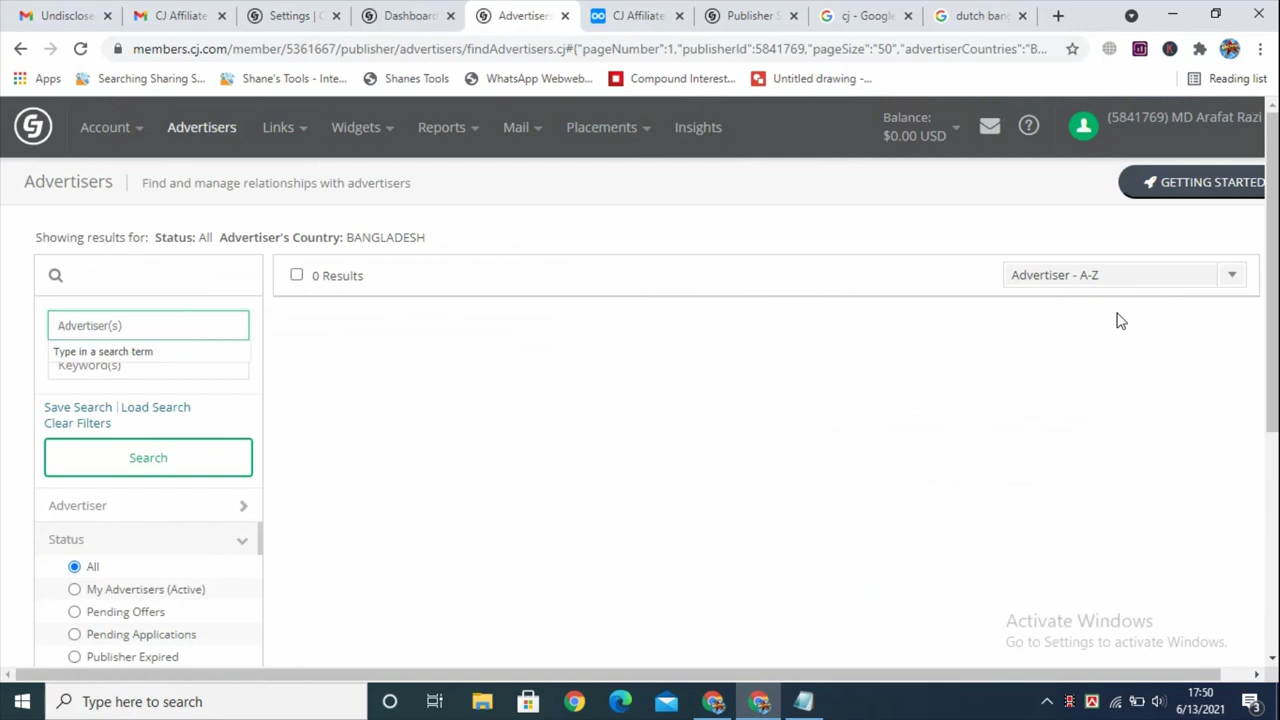 Undisclose
CJ Affiliate
Settings | C
Dashboard
Advertisers
CJ Affiliate
Publisher S
cj - Google
dutch bang
members.cj.com/member/5361667/publisher/advertisers/findAdvertisers.cj#{"pageNumber":1,"publisherId":5841769,"pageSize":"50","advertiserCountries":"B...
Apps
Searching Sharing S...
Shane's Tools - Inte...
Shanes Tools
WhatsApp Webweb...
Compound Interest...
Untitled drawing -...
Reading list
Account
Advertisers
Links
Widgets
Reports
Mail
Placements
Insights
Balance:
$0.00 USD
(5841769) MD Arafat Razi
Advertisers
Find and manage relationships with advertisers
GETTING STARTED
Showing results for: Status: All Advertiser's Country: BANGLADESH
0 Results
Advertiser - A-Z
Advertiser(s)
Type in a search term
Keyword(s)
Save Search | Load Search
Clear Filters
Search
Advertiser
Status
All
My Advertisers (Active)
Pending Offers
Pending Applications
Publisher Expired
Activate Windows
Go to Settings to activate Windows.
Type here to search
17:50
6/13/2021
3